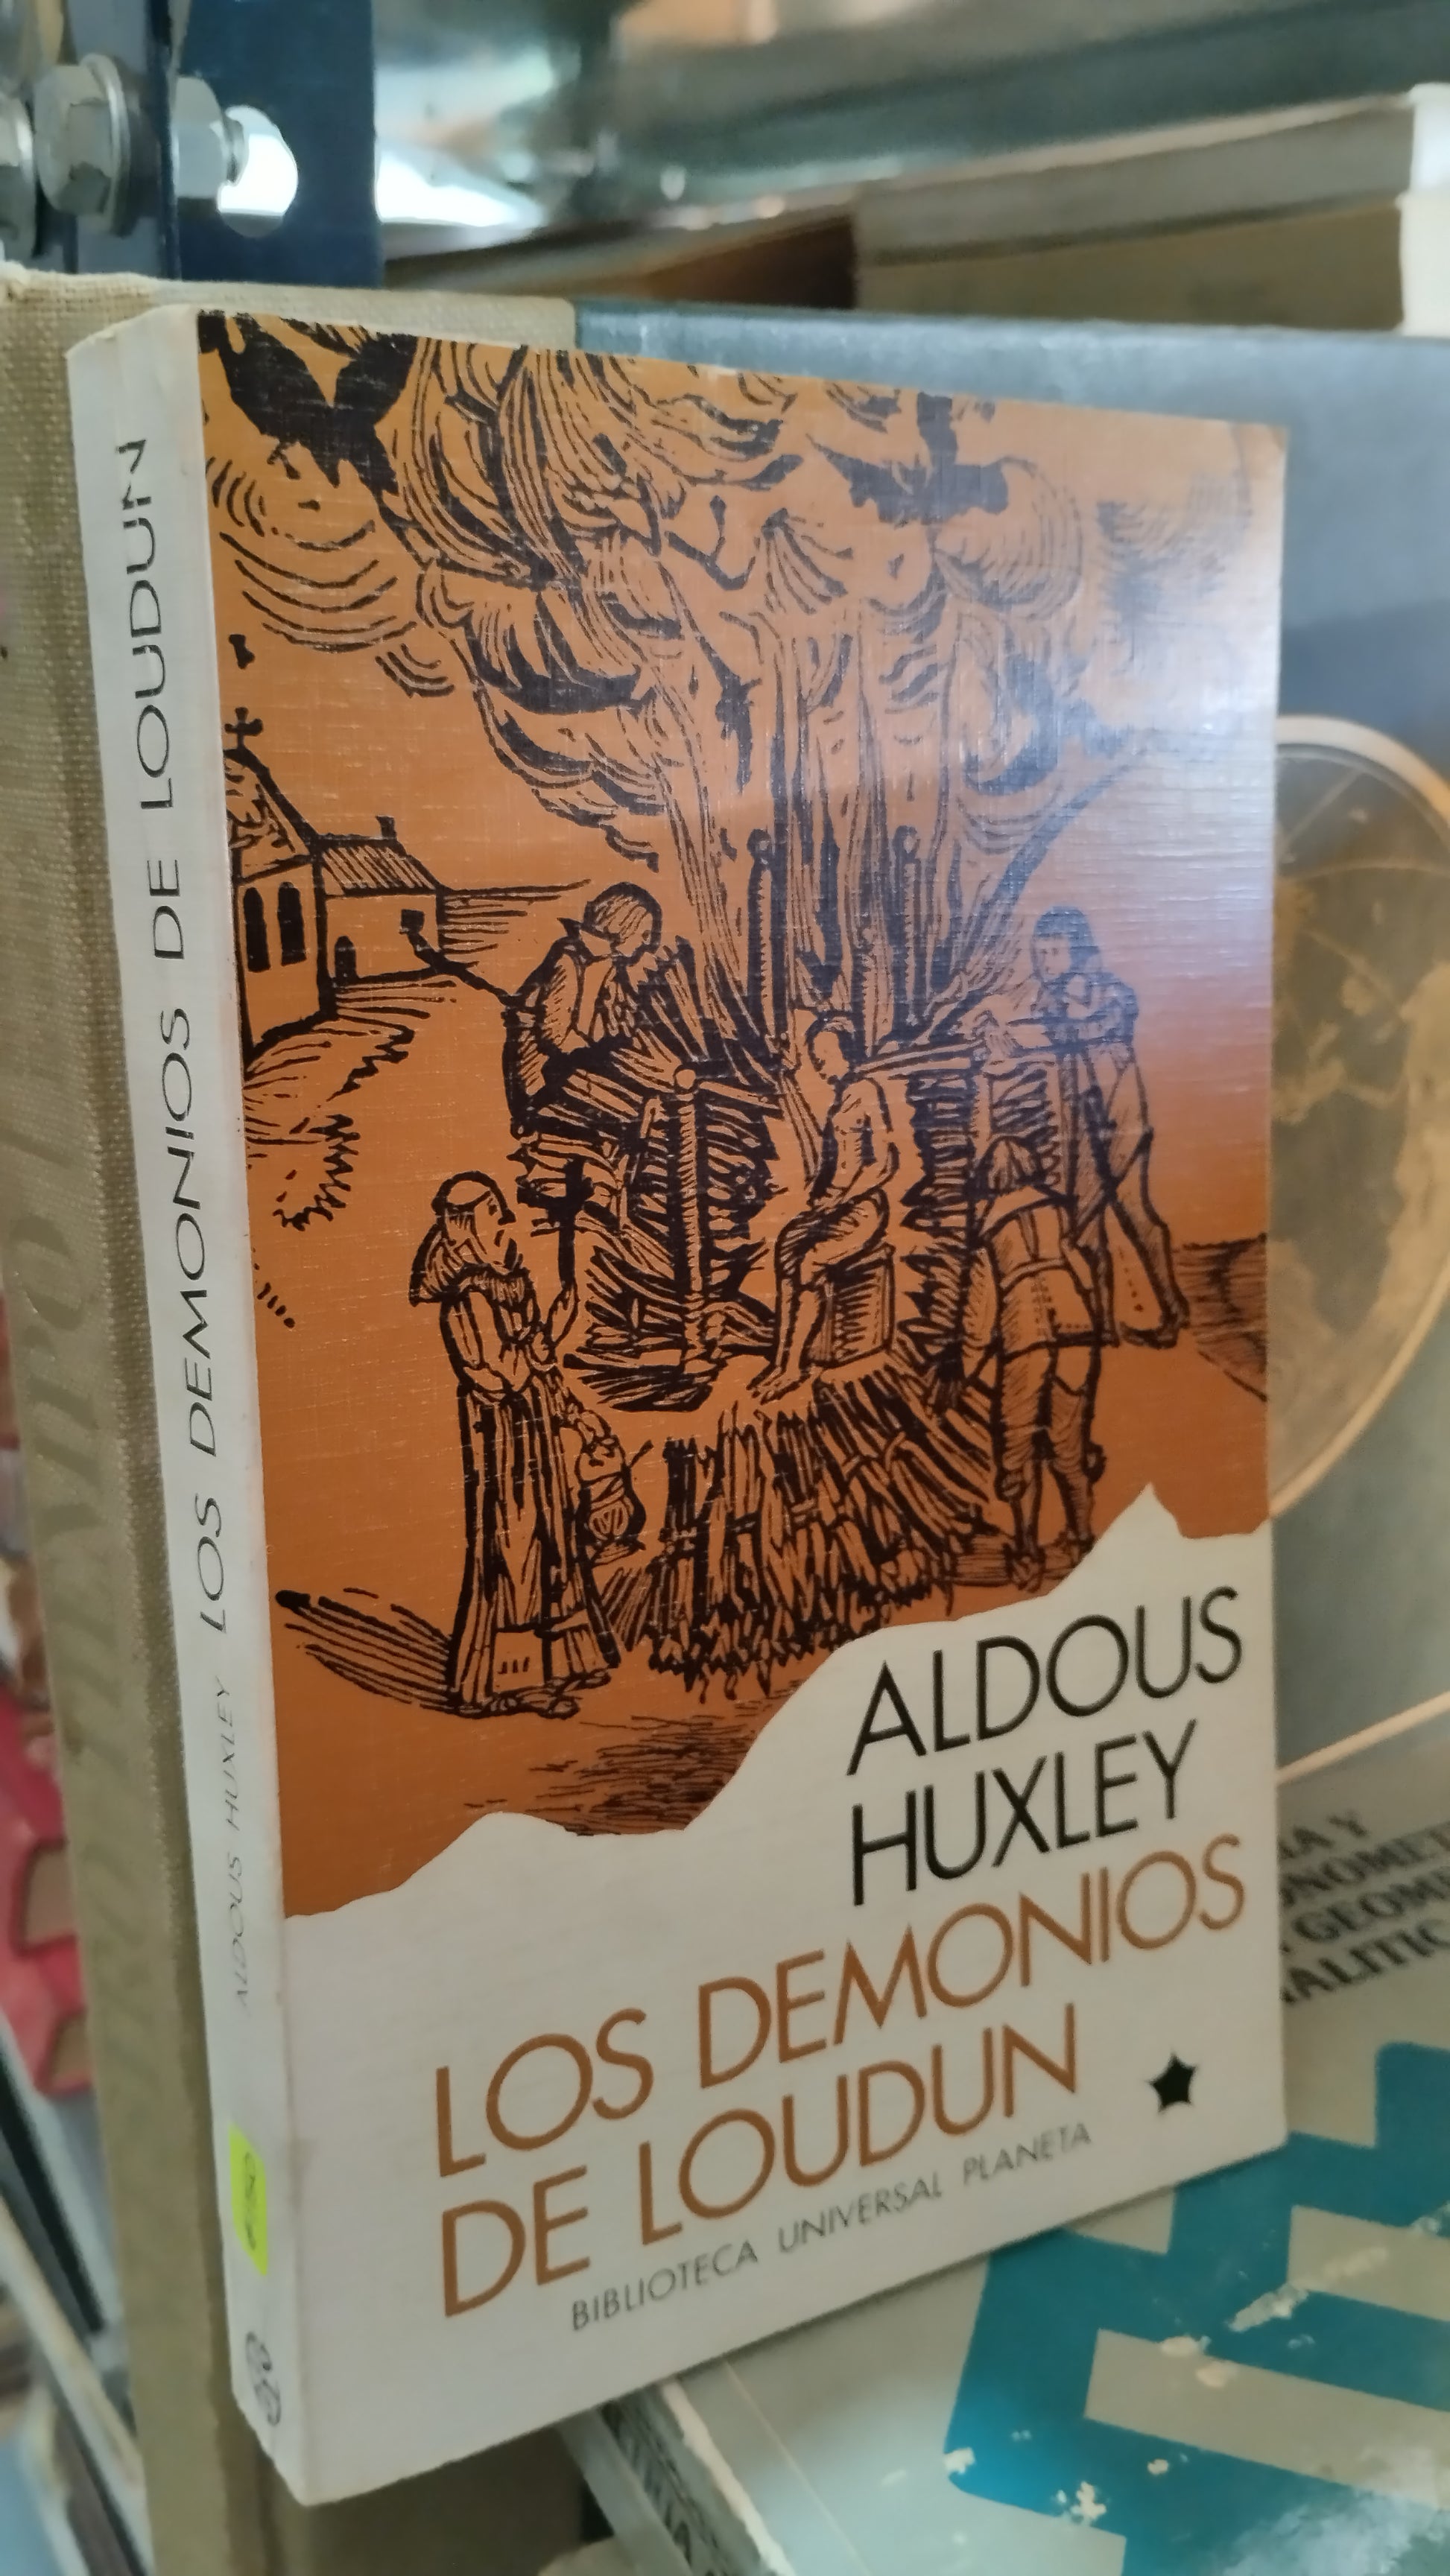 LOS DEMONIOS DE LOUDUN
ALDOUS HUXLEY
ALDOUS
HUXLEY
LOS DEMONIOS
DE LOUDUN
BIBLIOTECA UNIVERSAL PLANETA